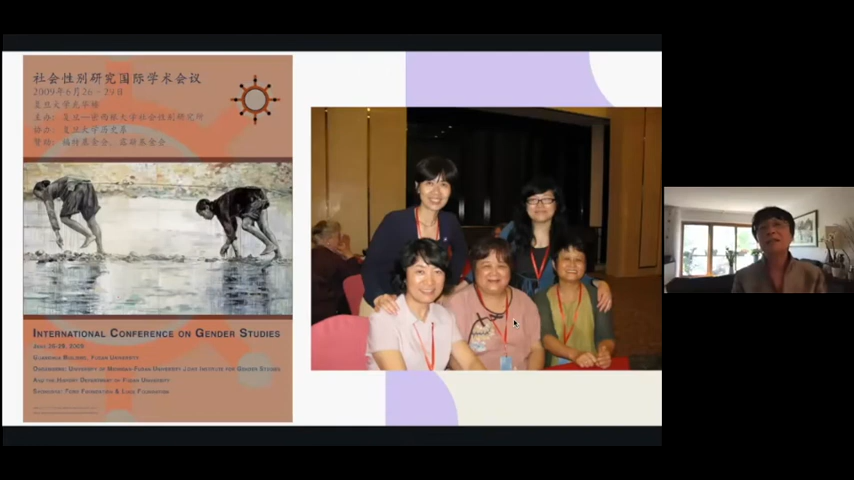 社会性别研究国际学术会议
2009年6月26-29日
复旦大学光华楼
主办：复旦—密西根大学社会性别研究所
协办：复旦大学历史系
赞助：福特基金会，露斯基金会
International Conference on Gender Studies
June 26-29, 2009
Guanghua Building, Fudan University
Organizers: University of Michigan-Fudan University Joint Institute for Gender Studies
And the History Department of Fudan University
Sponsors: Ford Foundation & Luce Foundation